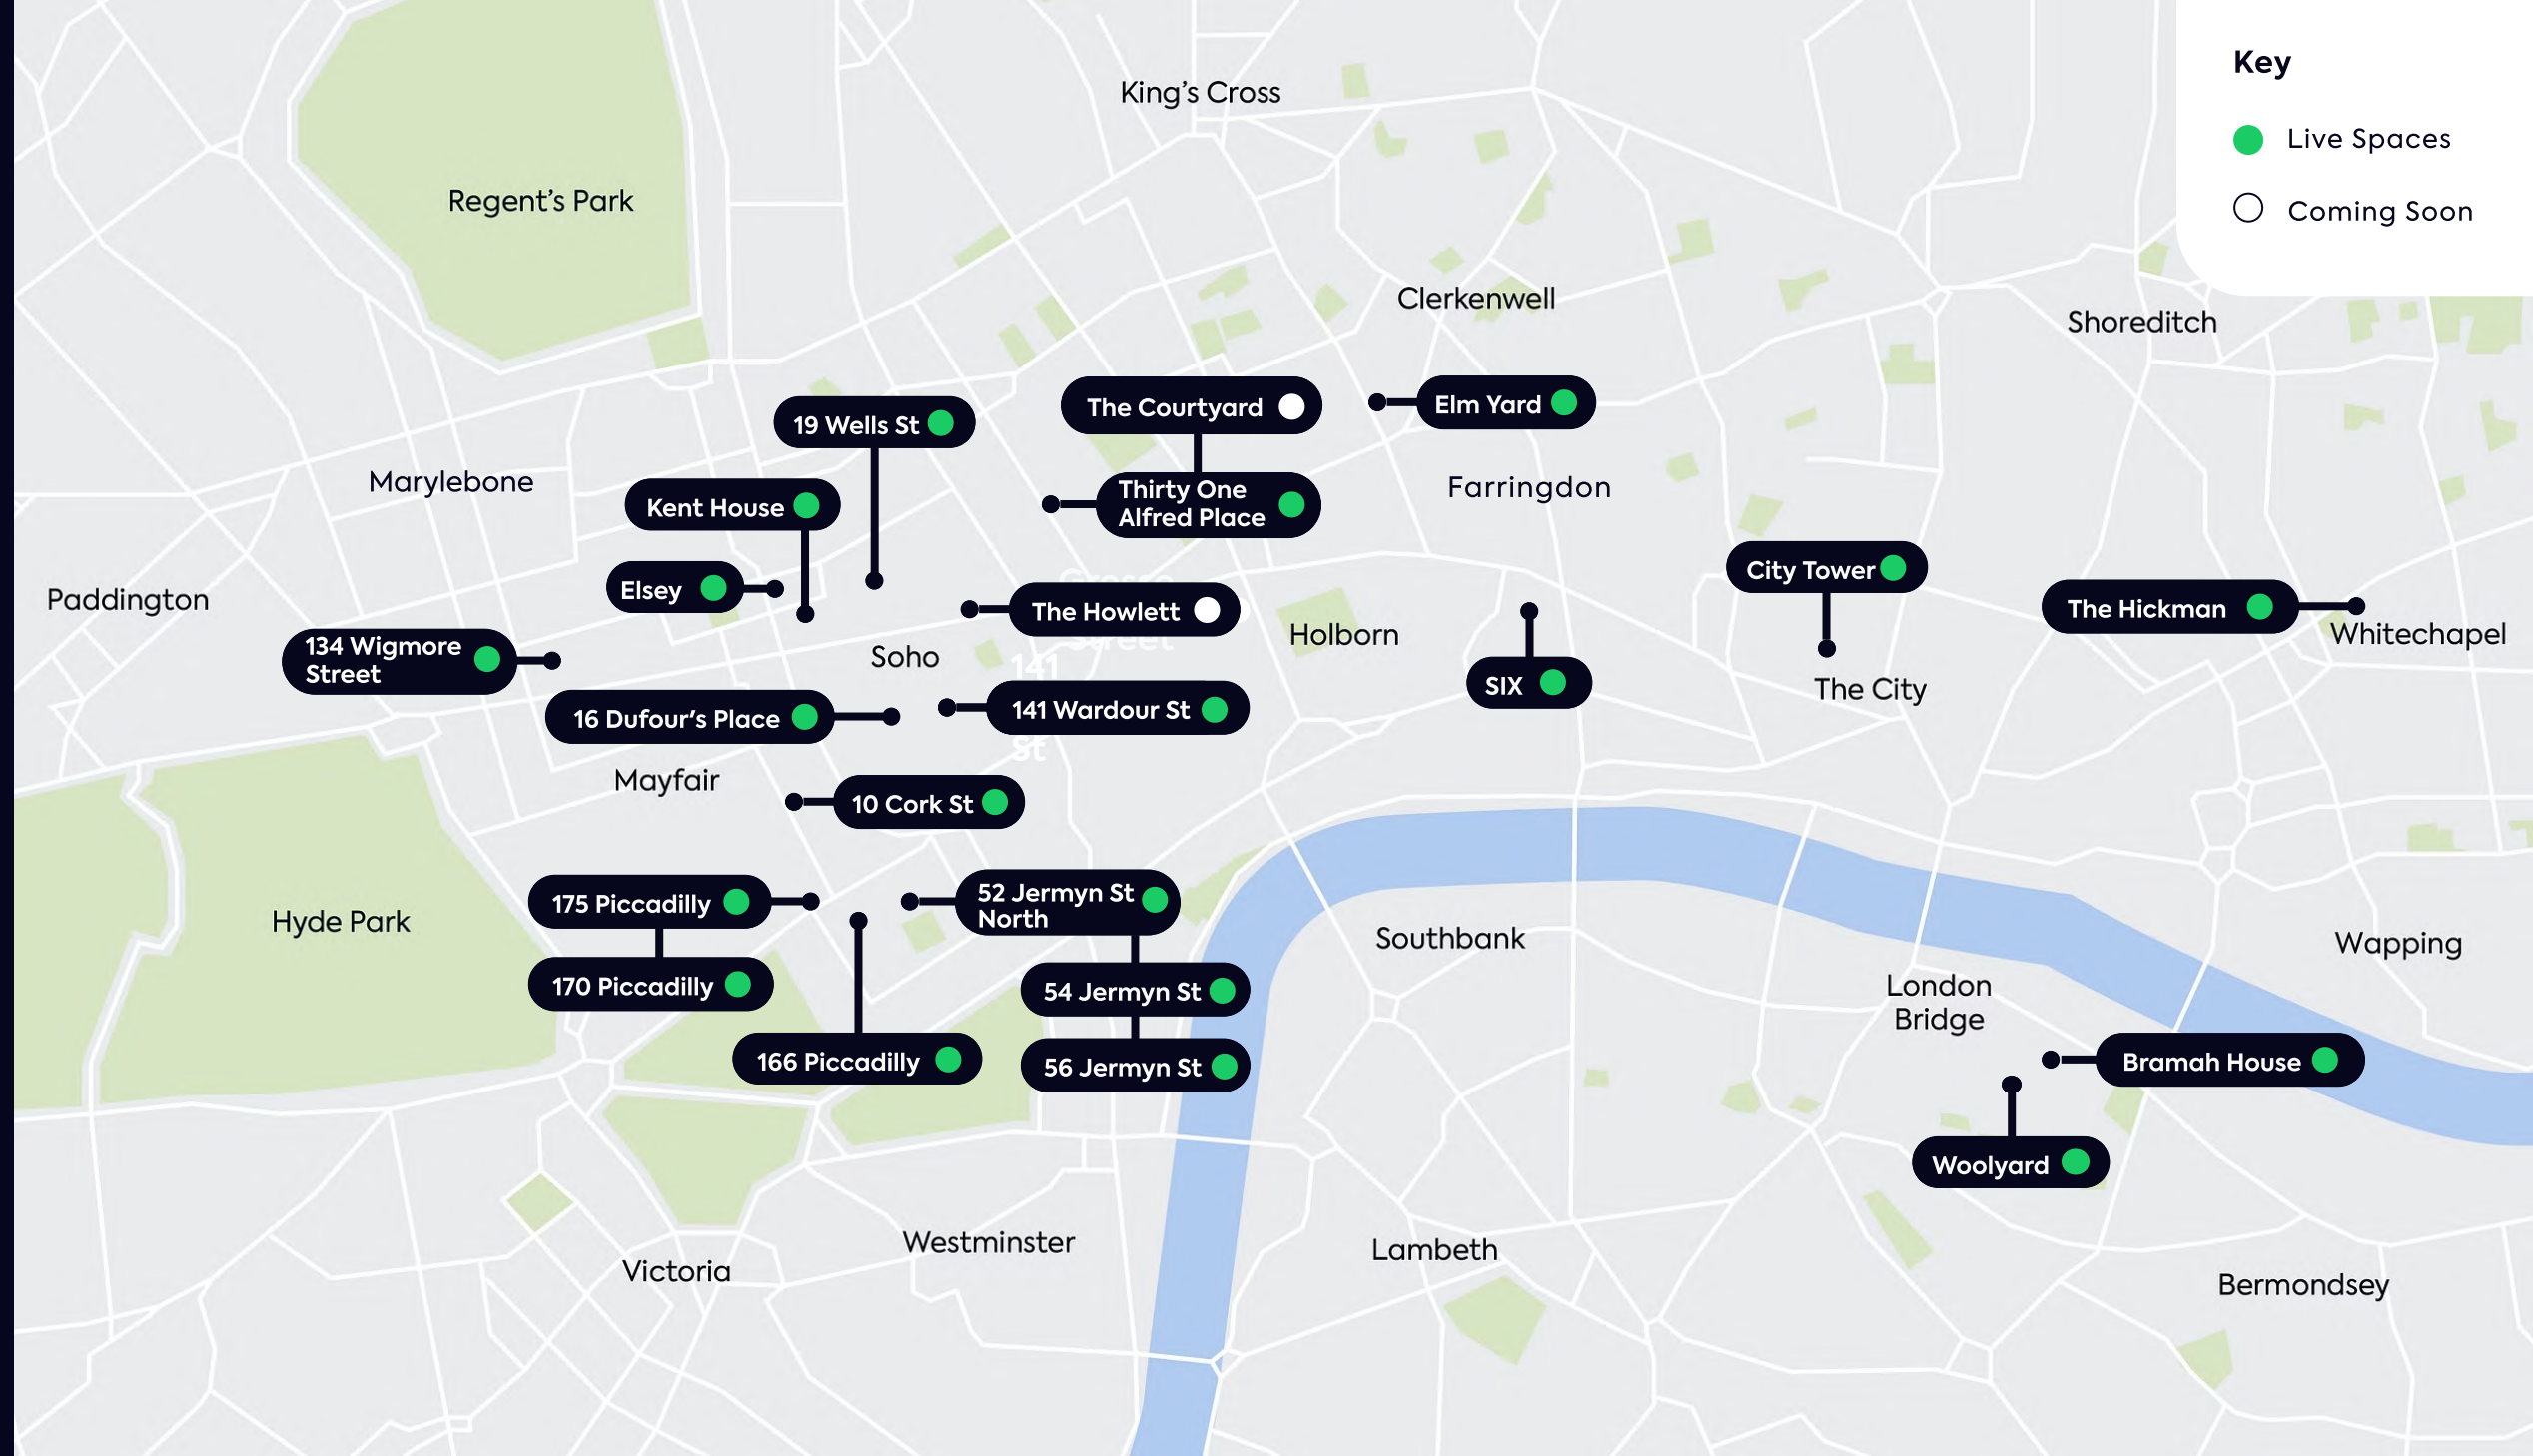 Key
Live Spaces
Coming Soon
King's Cross
Regent's Park
Clerkenwell
Shoreditch
The Courtyard
Elm Yard
19 Wells St
Marylebone
Kent House
Thirty One
Alfred Place
Farringdon
City Tower
Elsey
Paddington
The Howlett
Street
The Hickman
Whitechapel
Holborn
134 Wigmore
Street
Soho
141
SIX
The City
16 Dufour's Place
141 Wardour St
St
Mayfair
10 Cork St
175 Piccadilly
52 Jermyn St
North
Hyde Park
Southbank
Wapping
170 Piccadilly
54 Jermyn St
London
Bridge
166 Piccadilly
56 Jermyn St
Bramah House
Woolyard
Westminster
Lambeth
Victoria
Bermondsey